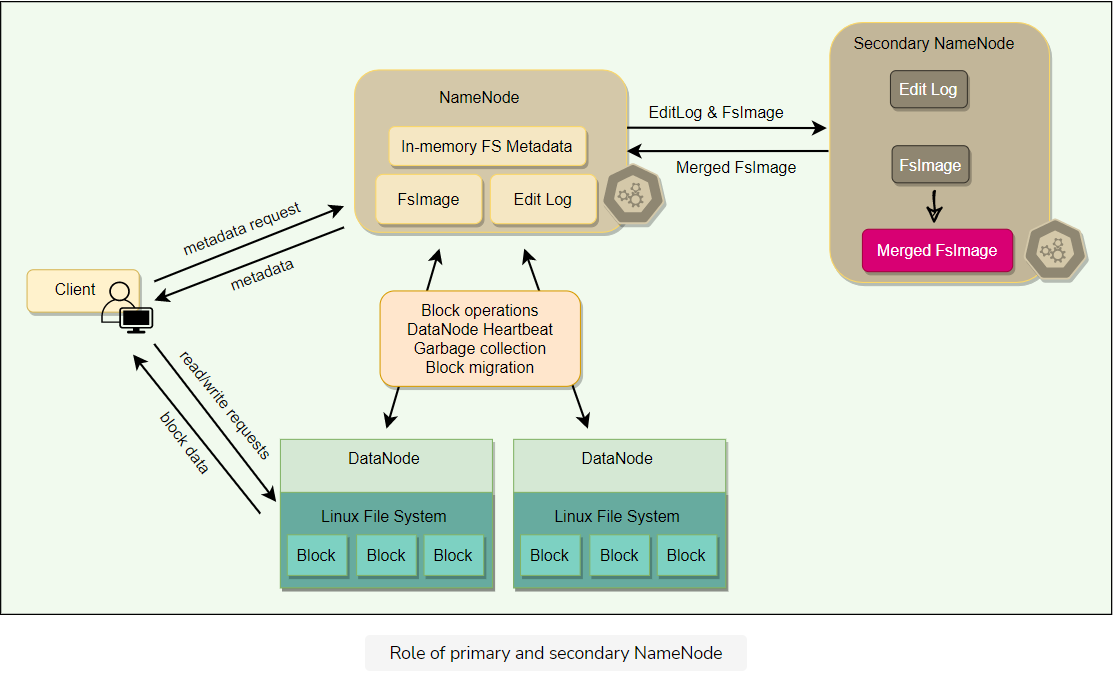 Secondary NameNode
Edit Log
FsImage
Merged FsImage
NameNode
In-memory FS Metadata
FsImage
Edit Log
EditLog & FsImage
Merged FsImage
metadata request
metadata
Client
read/write requests
block data
Block operations
DataNode Heartbeat
Garbage collection
Block migration
DataNode
Linux File System
Block Block Block
DataNode
Linux File System
Block Block Block
Role of primary and secondary NameNode